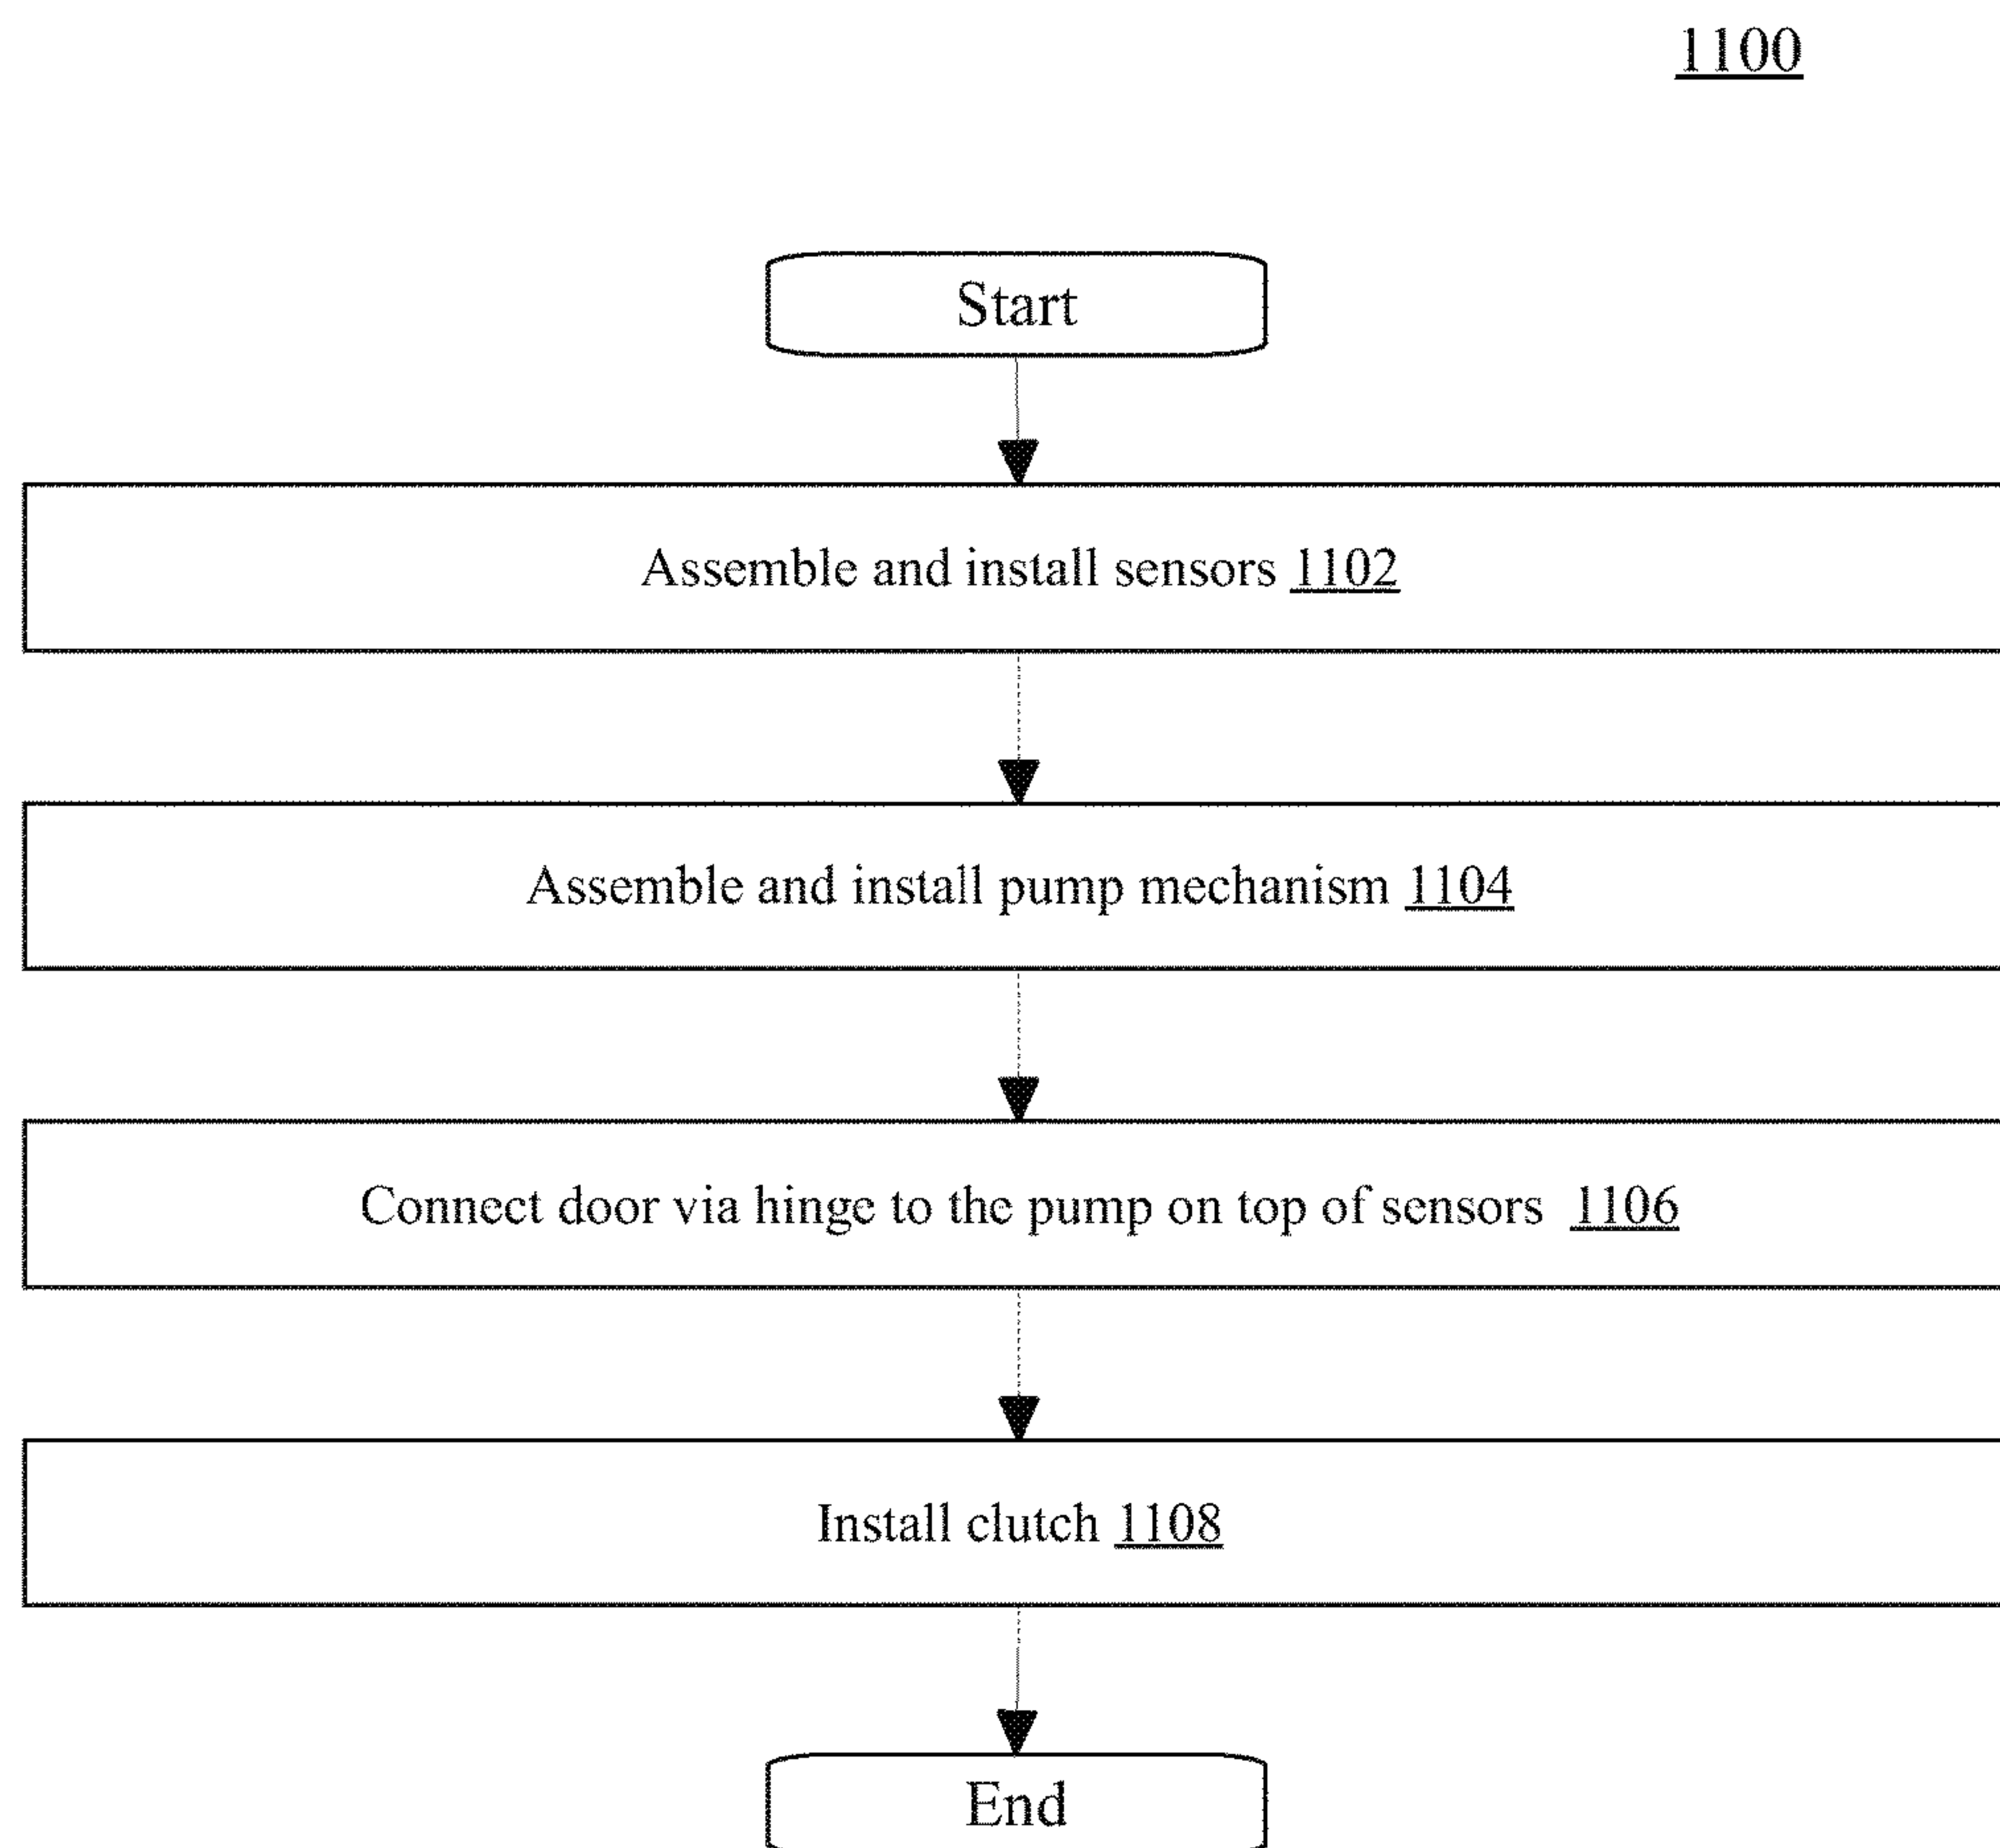 1100
Start
Assemble and install sensors 1102
Assemble and install pump mechanism 1104
Connect door via hinge to the pump on top of sensors 1106
Install clutch 1108
End